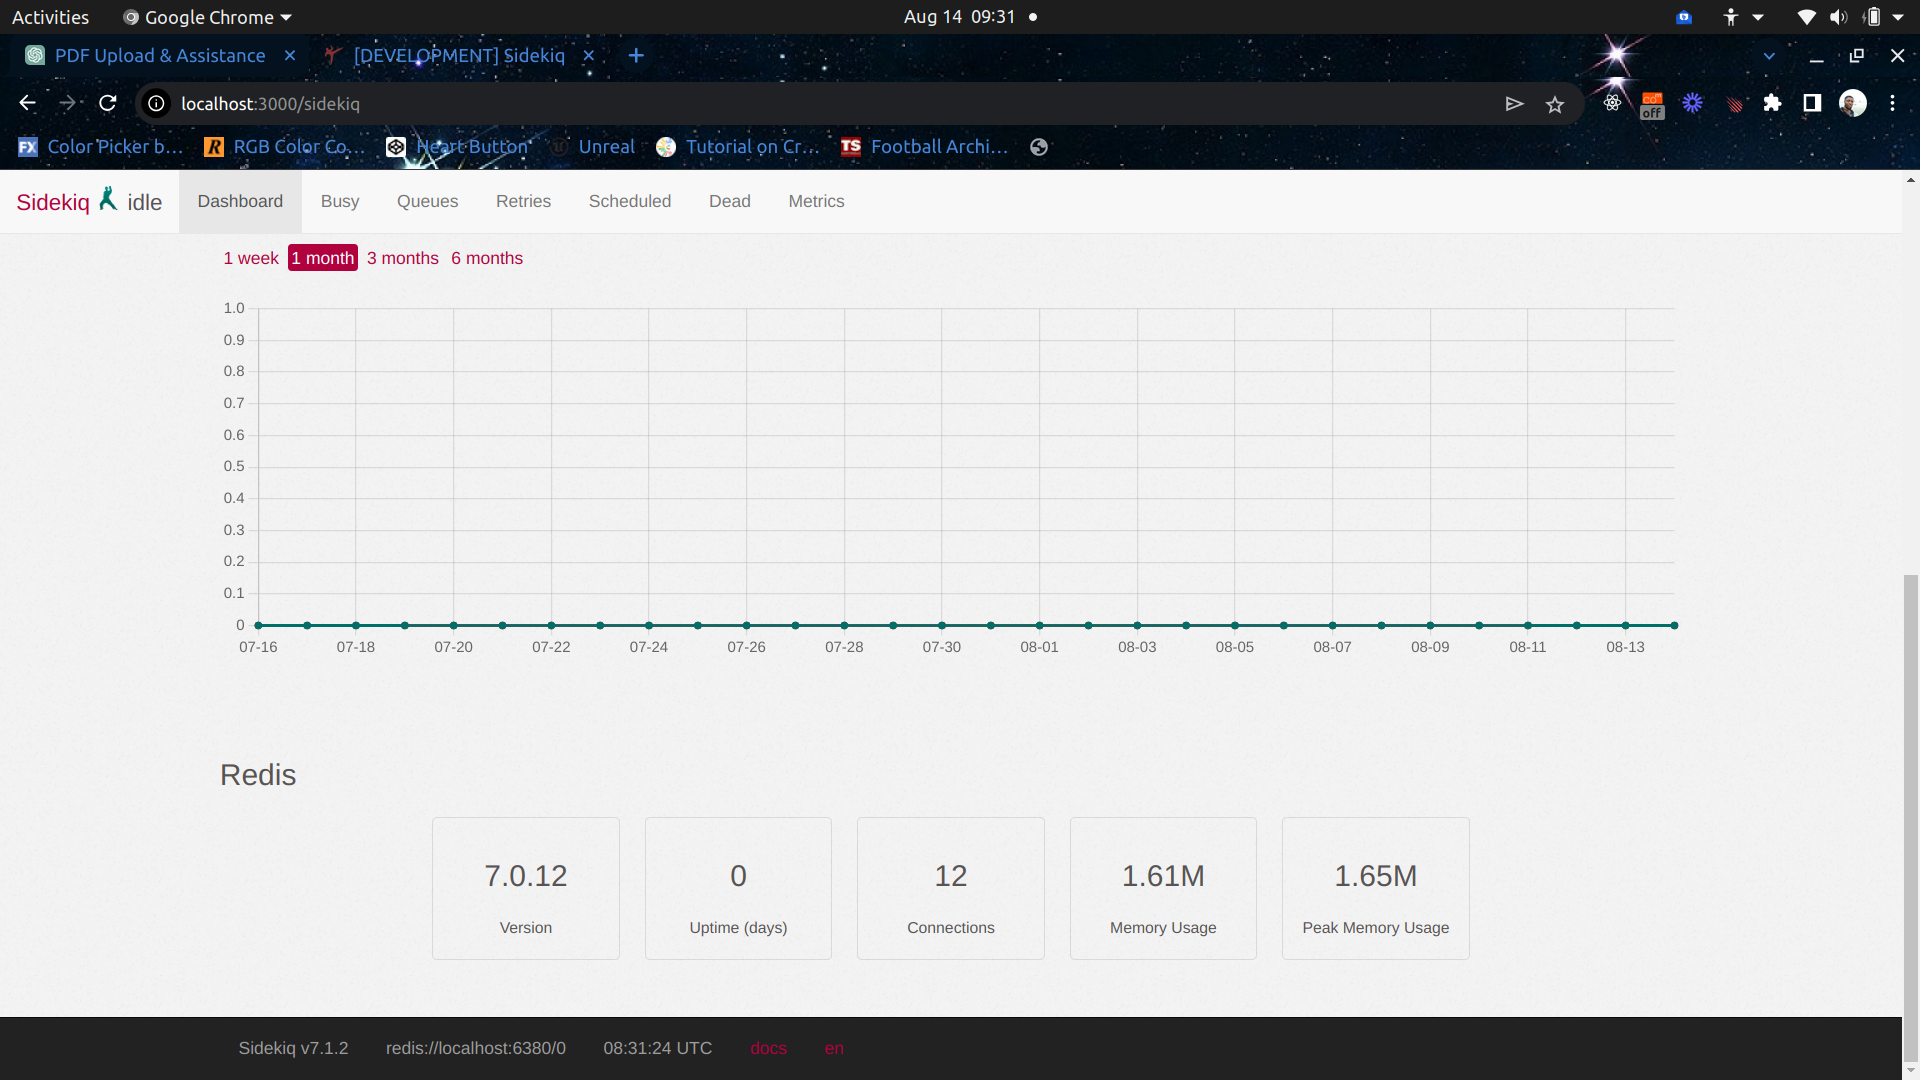 Activities Google Chrome Aug 14 09:31
PDF Upload & Assistance [DEVELOPMENT] Sidekiq
localhost:3000/sidekiq com off
FX Color Picker b... R RGB Color Co... Heart Button Unreal Tutorial on Cr... TS Football Archi...
Sidekiq idle Dashboard Busy Queues Retries Scheduled Dead Metrics
1 week 1 month 3 months 6 months
1.0
0.9
0.8
0.7
0.6
0.5
0.4
0.3
0.2
0.1
0
07-16 07-18 07-20 07-22 07-24 07-26 07-28 07-30 08-01 08-03 08-05 08-07 08-09 08-11 08-13
Redis
7.0.12 0 12 1.61M 1.65M
Version Uptime (days) Connections Memory Usage Peak Memory Usage
Sidekiq v7.1.2 redis://localhost:6380/0 08:31:24 UTC docs en